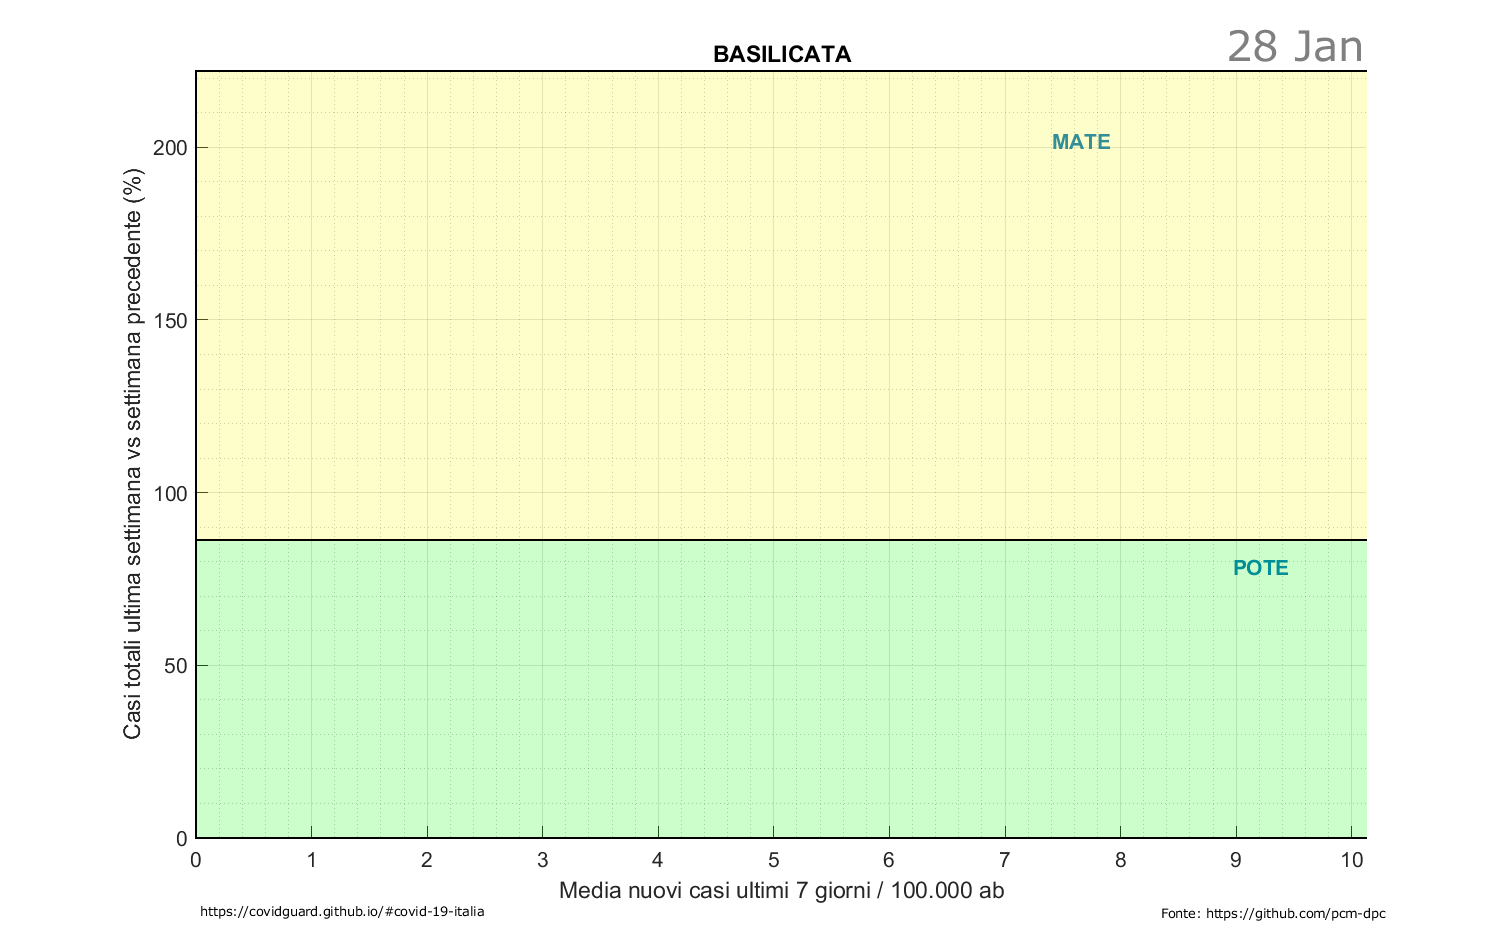 BASILICATA
28 Jan
Casi totali ultima settimana vs settimana precedente (%)
200
150
100
50
0
MATE
POTE
0 1 2 3 4 5 6 7 8 9 10
Media nuovi casi ultimi 7 giorni / 100.000 ab
https://covidguard.github.io/#covid-19-italia
Fonte: https://github.com/pcm-dpc